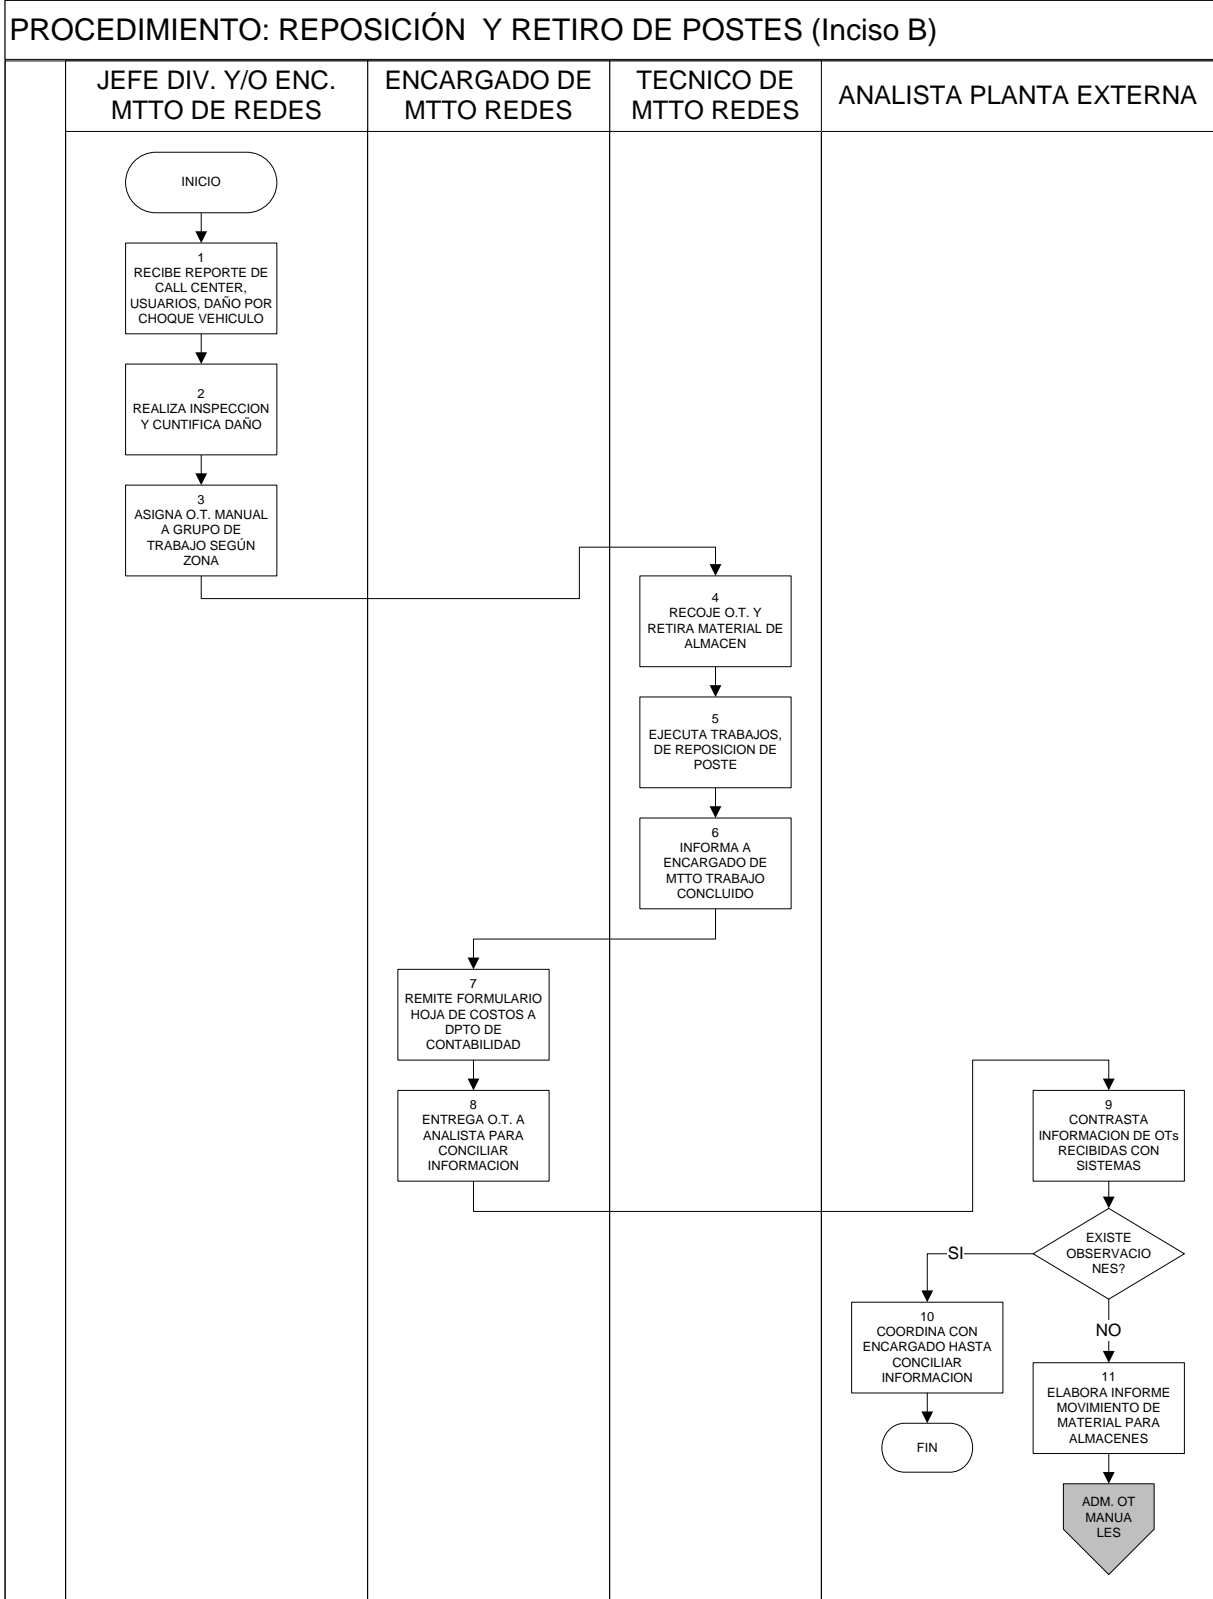 PROCEDIMIENTO: REPOSICIÓN Y RETIRO DE POSTES (Inciso B)
JEFE DIV. Y/O ENC.
MTTO DE REDES
ENCARGADO DE
MTTO REDES
TECNICO DE
MTTO REDES
ANALISTA PLANTA EXTERNA
INICIO
1
RECIBE REPORTE DE
CALL CENTER,
USUARIOS, DAÑO POR
CHOQUE VEHICULO
2
REALIZA INSPECCION
Y CUNTIFICA DAÑO
3
ASIGNA O.T. MANUAL
A GRUPO DE
TRABAJO SEGÚN
ZONA
4
RECOJE O.T. Y
RETIRA MATERIAL DE
ALMACEN
5
EJECUTA TRABAJOS,
DE REPOSICION DE
POSTE
6
INFORMA A
ENCARGADO DE
MTTO TRABAJO
CONCLUIDO
7
REMITE FORMULARIO
HOJA DE COSTOS A
DPTO DE
CONTABILIDAD
8
ENTREGA O.T. A
ANALISTA PARA
CONCILIAR
INFORMACION
9
CONTRASTA
INFORMACION DE OTs
RECIBIDAS CON
SISTEMAS
EXISTE
OBSERVACIO
NES?
SI
NO
10
COORDINA CON
ENCARGADO HASTA
CONCILIAR
INFORMACION
FIN
11
ELABORA INFORME
MOVIMIENTO DE
MATERIAL PARA
ALMACENES
ADM. OT
MANUA
LES